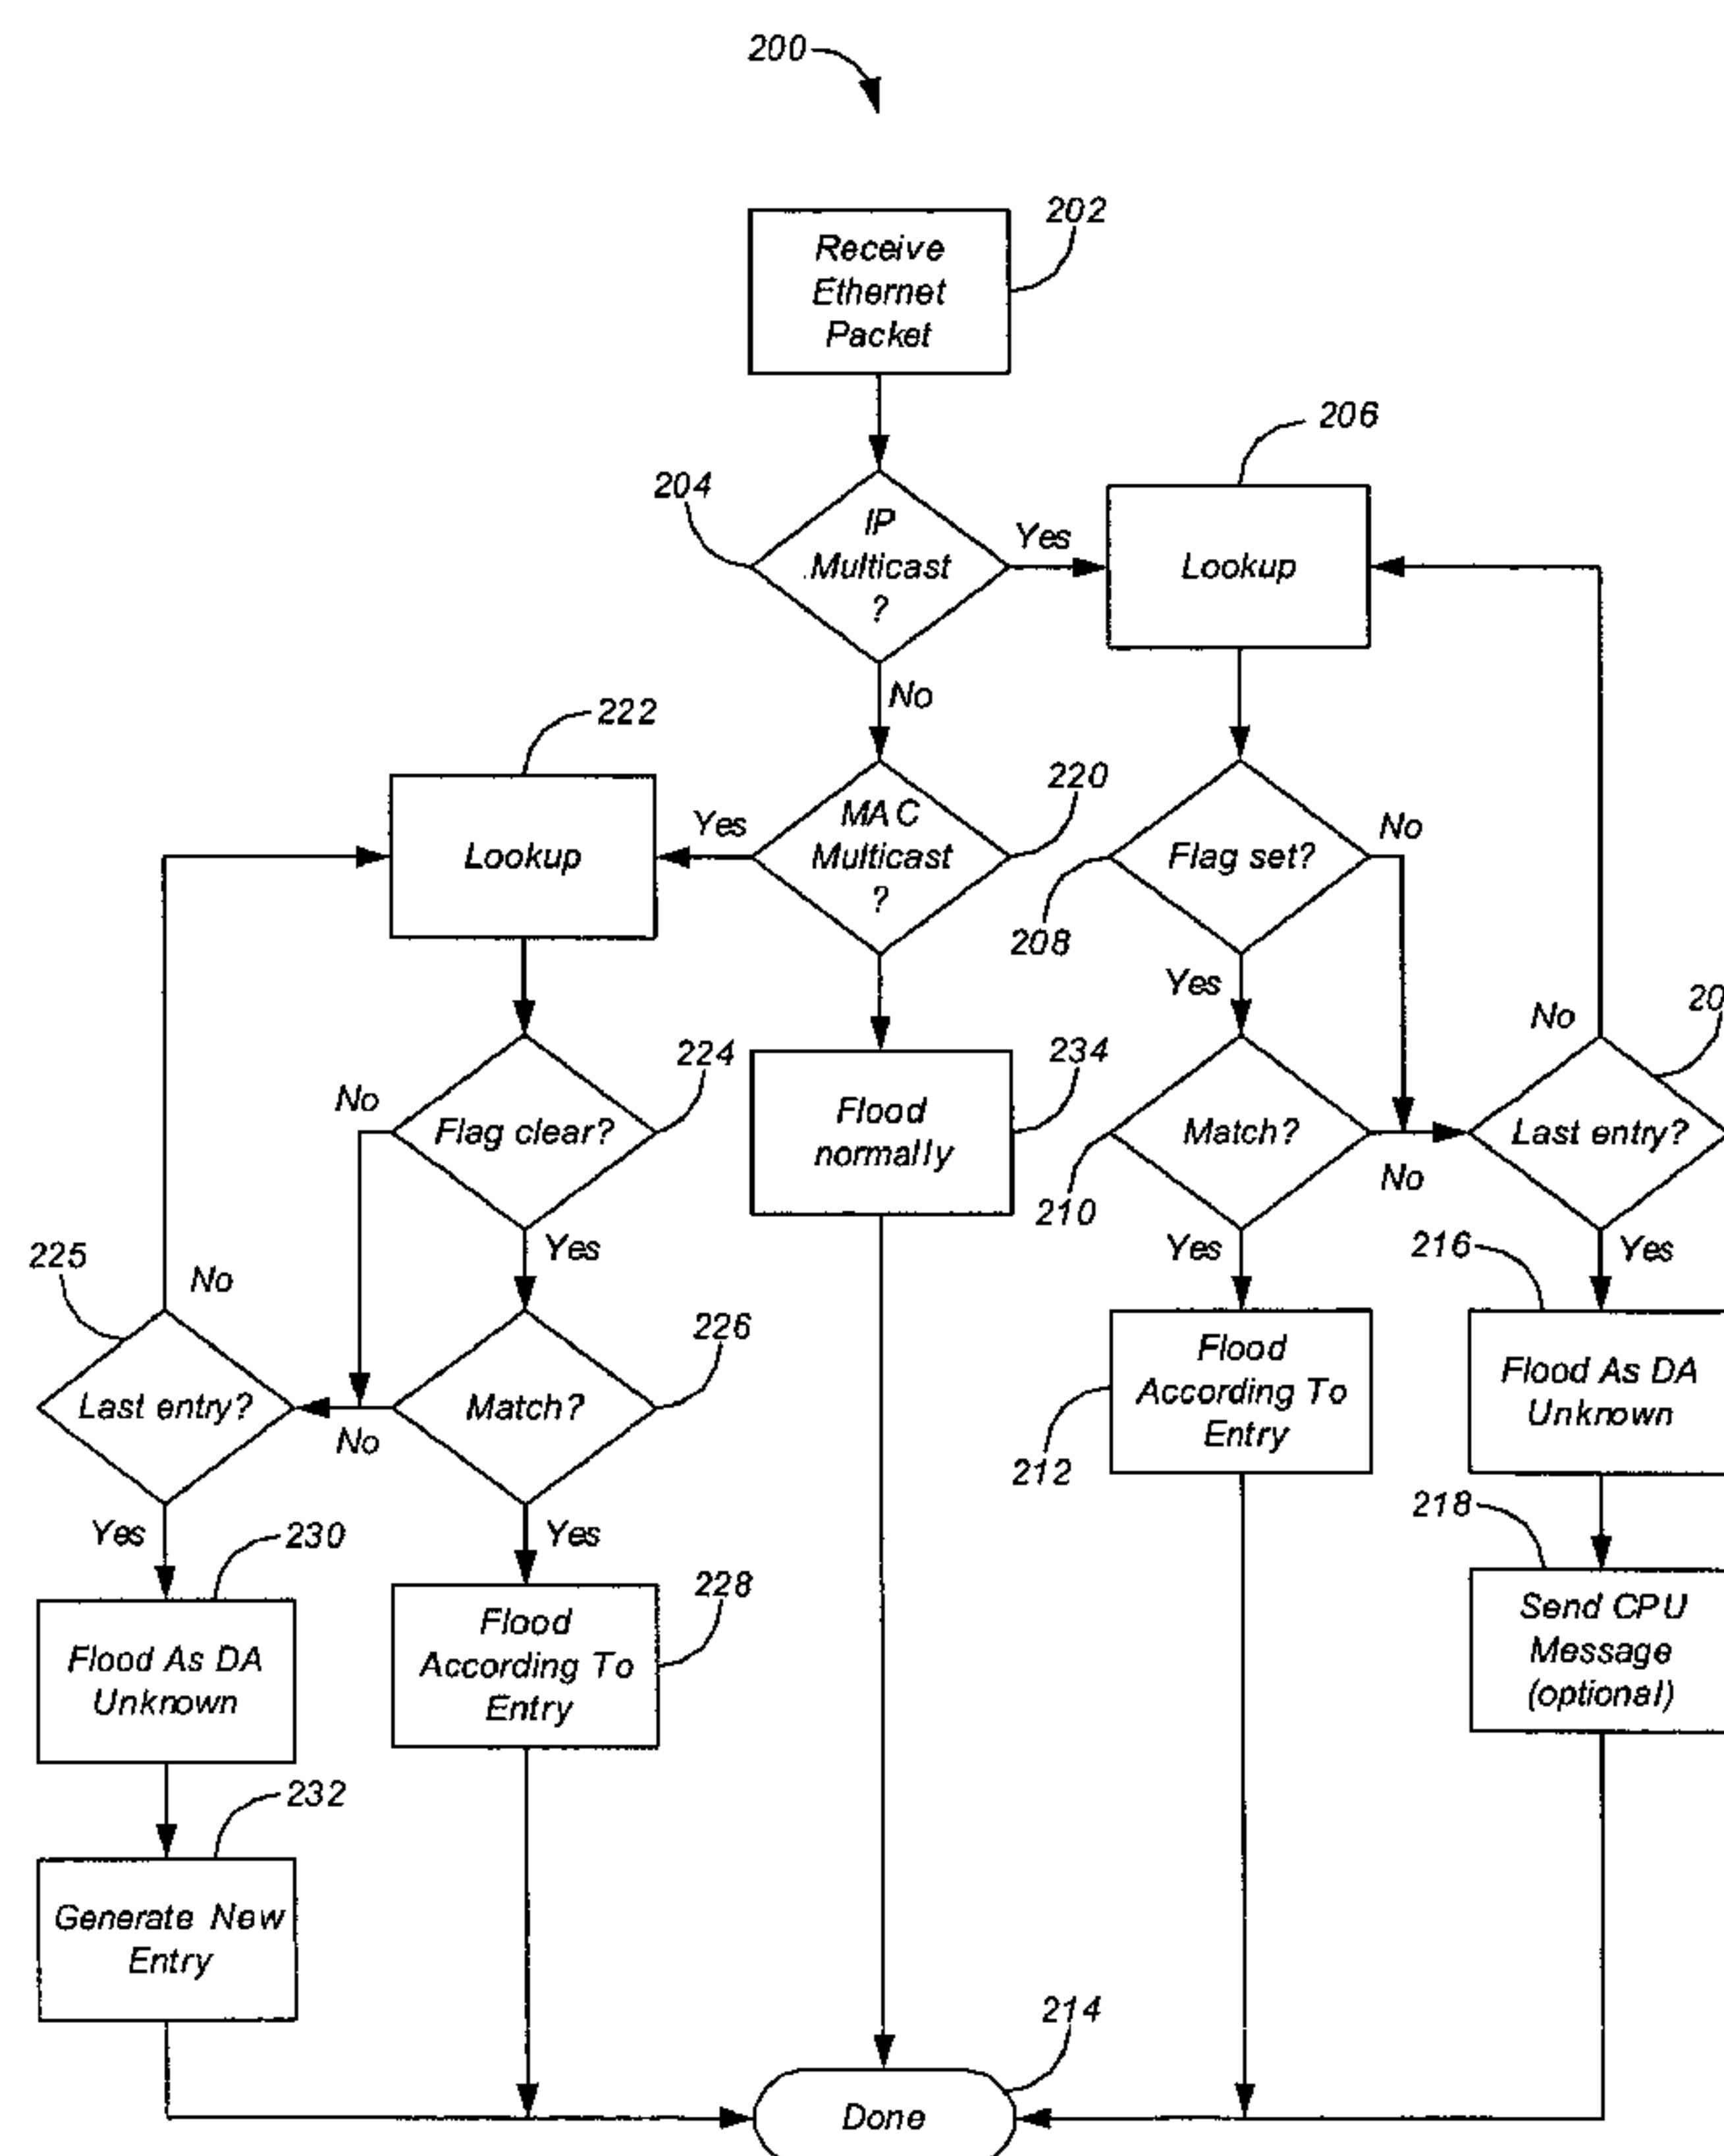 200
202
Receive
Ethernet
Packet
206
204
IP
Multicast
?
Yes
Lookup
No
222
220
MAC
Multicast
?
Yes
Lookup
Flag set?
No
208
Yes
No
224
234
No
Flag clear?
Flood
normally
Match?
Last entry?
No
210
225
No
Yes
Yes
216
Yes
226
Last entry?
Match?
No
Flood
According To
Entry
212
Flood As DA
Unknown
218
Yes
230
Yes
228
Flood As DA
Unknown
Flood
According To
Entry
Send CPU
Message
(optional)
232
Generate New
Entry
214
Done